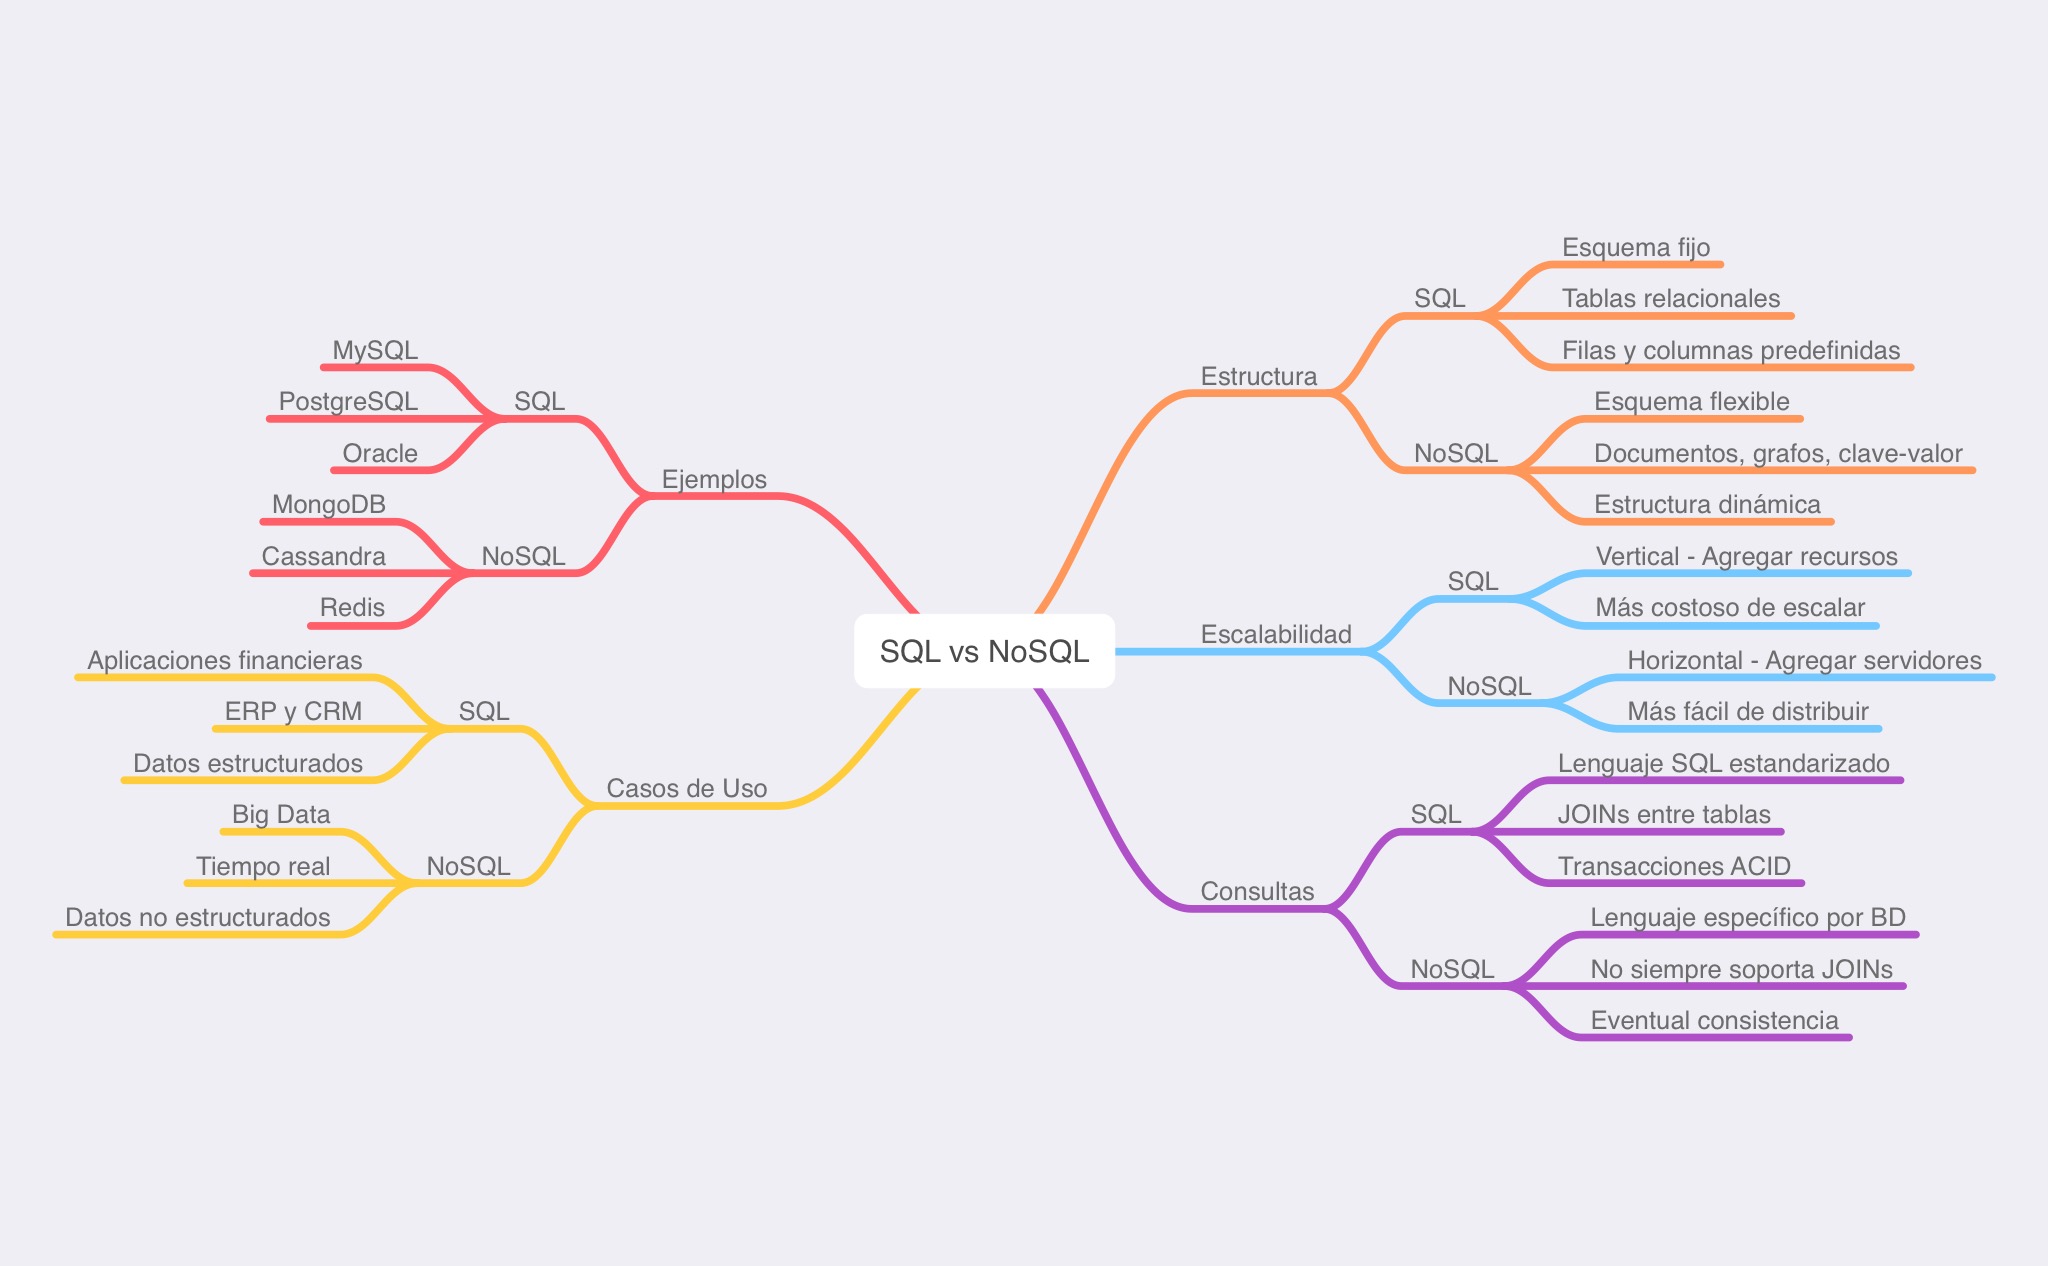 SQL vs NoSQL
Estructura
SQL
Esquema fijo
Tablas relacionales
Filas y columnas predefinidas
NoSQL
Esquema flexible
Documentos, grafos, clave-valor
Estructura dinámica
Escalabilidad
SQL
Vertical - Agregar recursos
Más costoso de escalar
NoSQL
Horizontal - Agregar servidores
Más fácil de distribuir
Consultas
SQL
Lenguaje SQL estandarizado
JOINs entre tablas
Transacciones ACID
NoSQL
Lenguaje específico por BD
No siempre soporta JOINs
Eventual consistencia
Ejemplos
SQL
MySQL
PostgreSQL
Oracle
NoSQL
MongoDB
Cassandra
Redis
Casos de Uso
SQL
Aplicaciones financieras
ERP y CRM
Datos estructurados
NoSQL
Big Data
Tiempo real
Datos no estructurados